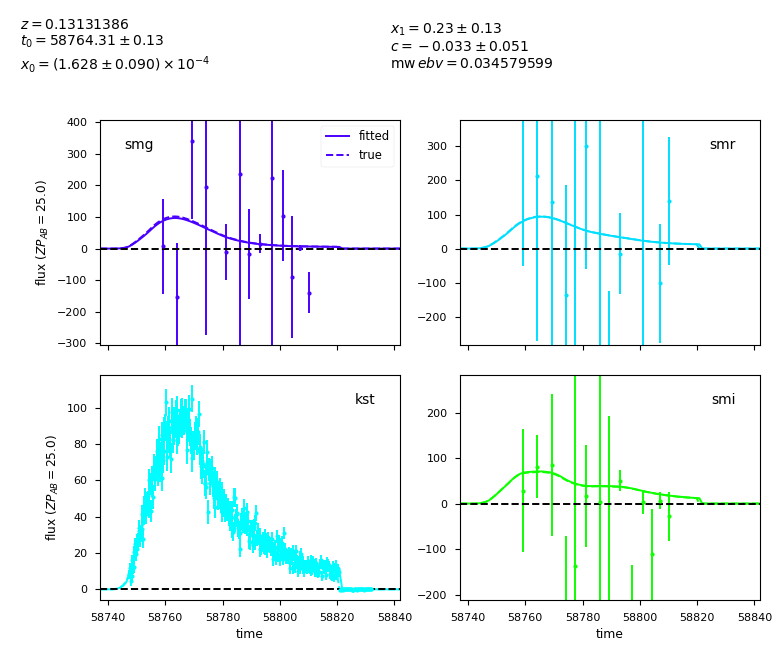 z = 0.13131386
t₀ = 58764.31 ± 0.13
x₀ = (1.628 ± 0.090) × 10⁻⁴
x₁ = 0.23 ± 0.13
c = −0.033 ± 0.051
mw ebv = 0.034579599
400
300
200
100
0
−100
−200
−300
flux (ZP_AB = 25.0)
smg
fitted
true
300
200
100
0
−100
−200
smr
100
80
60
40
20
0
flux (ZP_AB = 25.0)
kst
58740 58760 58780 58800 58820 58840
time
200
100
0
−100
−200
smi
58740 58760 58780 58800 58820 58840
time